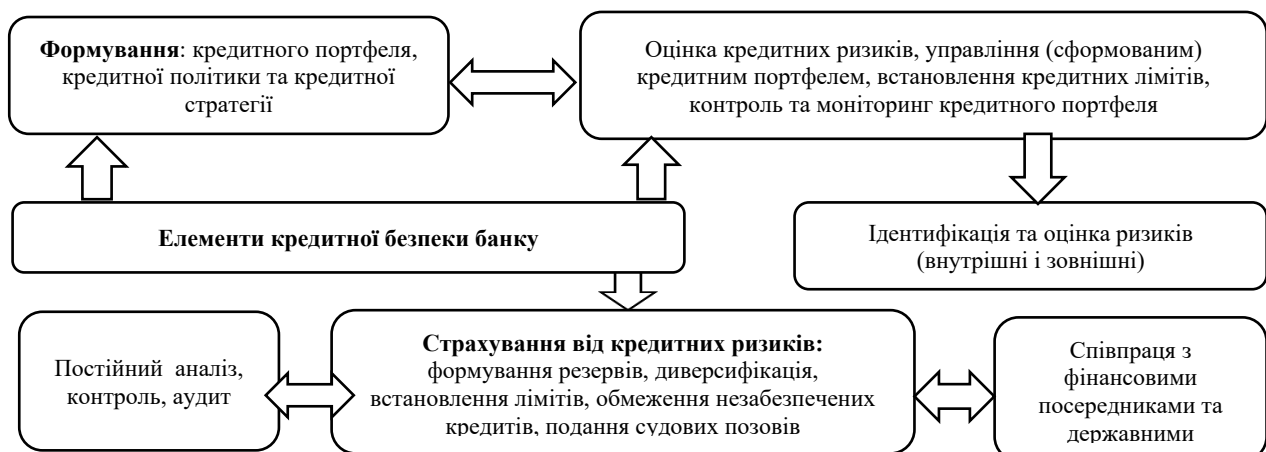 Формування: кредитного портфеля,
кредитної політики та кредитної
стратегії
Оцінка кредитних ризиків, управління (сформованим)
кредитним портфелем, встановлення кредитних лімітів,
контроль та моніторинг кредитного портфеля
Елементи кредитної безпеки банку
Ідентифікація та оцінка ризиків
(внутрішні і зовнішні)
Постійний аналіз,
контроль, аудит
Страхування від кредитних ризиків:
формування резервів, диверсифікація,
встановлення лімітів, обмеження незабезпечених
кредитів, подання судових позовів
Співпраця з
фінансовими
посередниками та
державними